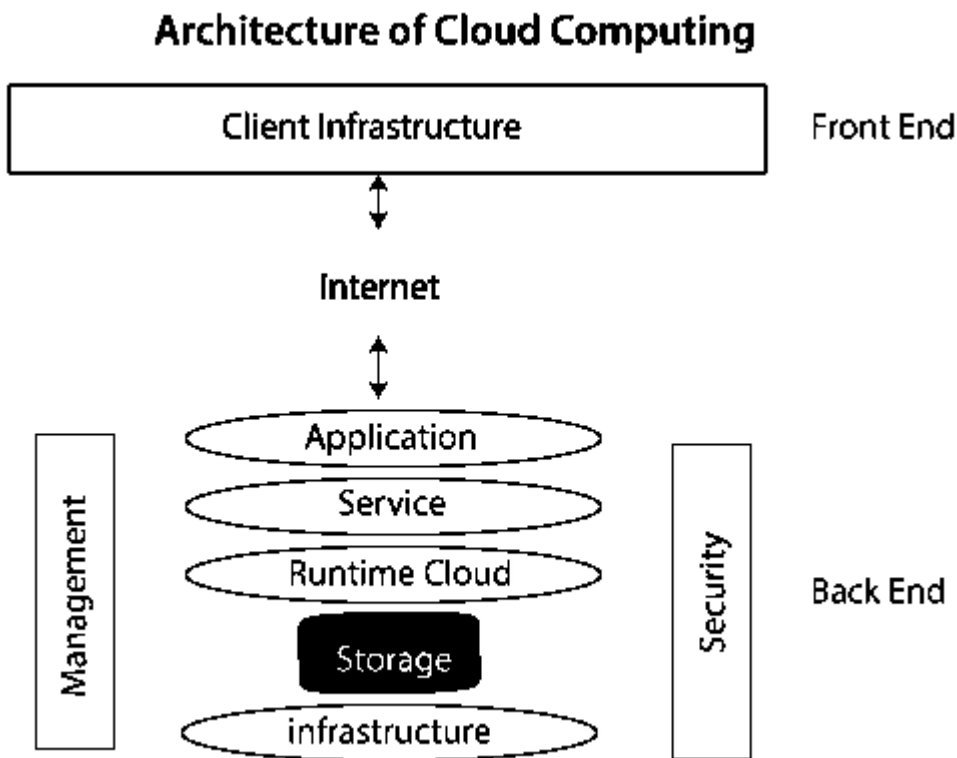 Architecture of Cloud Computing
Client Infrastructure
Front End
Internet
Application
Service
Runtime Cloud
Storage
infrastructure
Management
Security
Back End